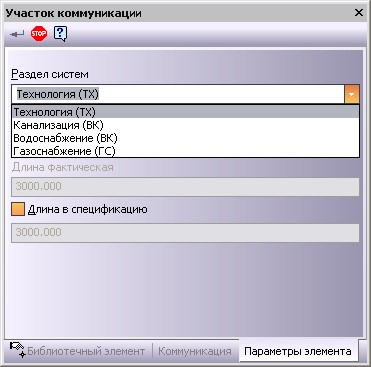 Участок коммуникации
STOP
?
Раздел систем
Технология (ТХ)
Технология (ТХ)
Канализация (ВК)
Водоснабжение (ВК)
Газоснабжение (ГС)
Длина фактическая
3000.000
Длина в спецификацию
3000.000
Библиотечный элемент Коммуникация Параметры элемента